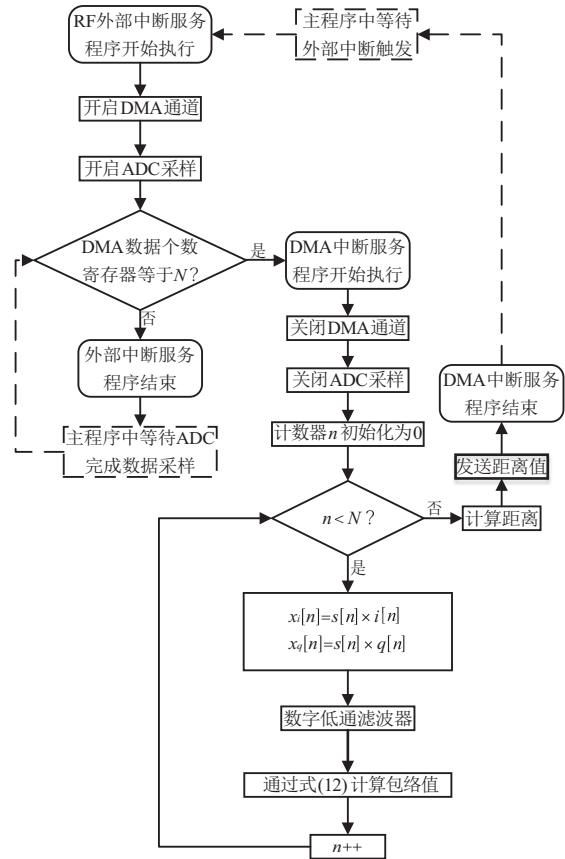 RF外部中断服务
程序开始执行
主程序中等待
外部中断触发
开启DMA通道
开启ADC采样
DMA数据个数
寄存器等于N?
是
DMA中断服务
程序开始执行
否
外部中断服务
程序结束
主程序中等待ADC
完成数据采样
关闭DMA通道
关闭ADC采样
计数器n初始化为0
n<N?
否
计算距离
发送距离值
DMA中断服务
程序结束
是
xi[n]=s[n]×i[n]
xq[n]=s[n]×q[n]
数字低通滤波器
通过式(12)计算包络值
n++